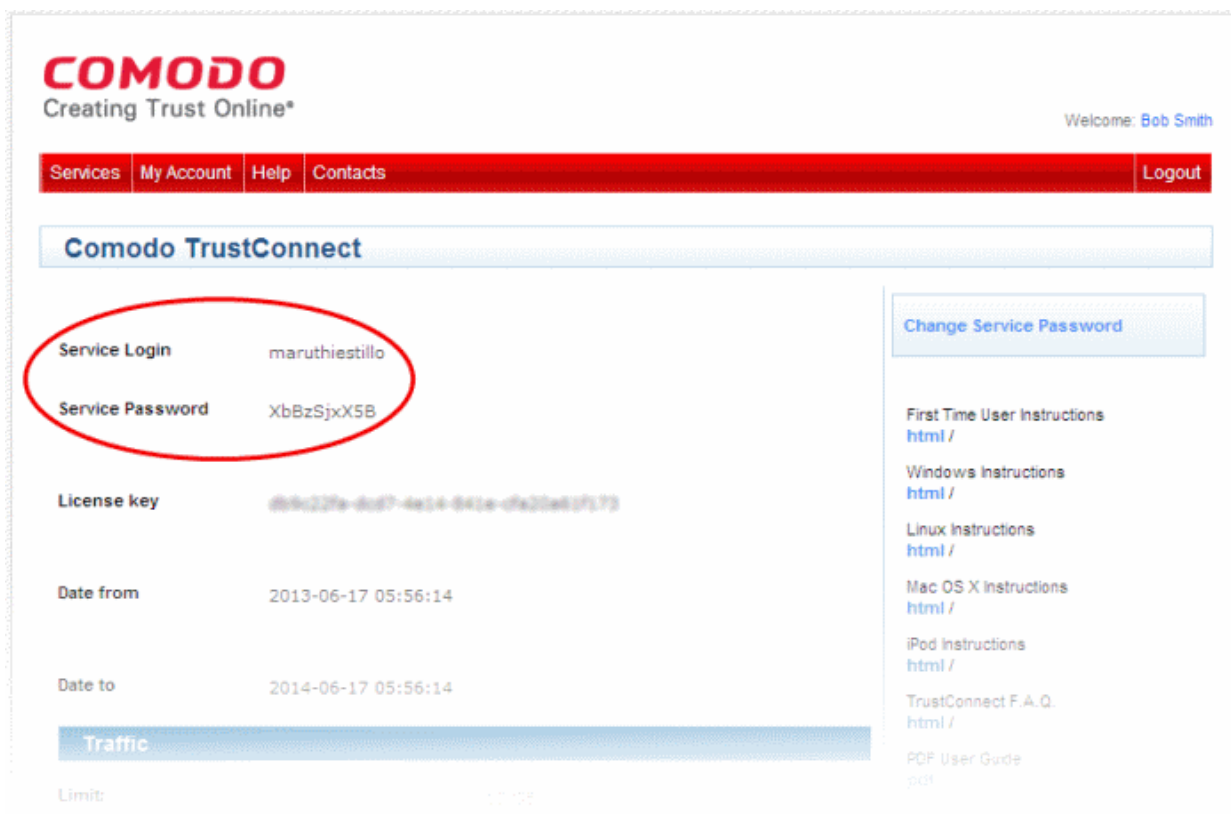 COMODO
Creating Trust Online®
Welcome: Bob Smith
Services My Account Help Contacts Logout
Comodo TrustConnect
Service Login maruthiestillo
Service Password XbBzSjxX5B
License key
Date from 2013-06-17 05:56:14
Date to 2014-06-17 05:56:14
Traffic
Limit:
Change Service Password
First Time User Instructions
html /
Windows Instructions
html /
Linux Instructions
html /
Mac OS X Instructions
html /
iPod Instructions
html /
TrustConnect F.A.Q.
html /
PDF User Guide
pdf